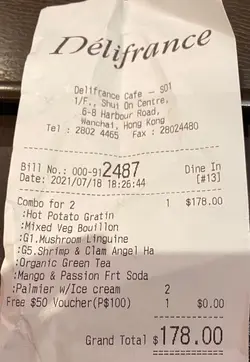 Délifrance
Delifrance Cafe - S01
1/F., Shui On Centre,
6-8 Harbour Road,
Wanchai, Hong Kong
Tel : 2802 4465 Fax : 28024480
Bill No.: 000-912487 Dine In
Date: 2021/07/18 18:26:44 [#13]
Combo for 2 1 $178.00
:Hot Potato Gratin
:Mixed Veg Bouillon
:G1.Mushroom Linguine
:G5.Shrimp & Clam Angel Ha
:Organic Green Tea
:Mango & Passion Frt Soda
:Palmier w/Ice cream 2
Free $50 Voucher(P$100) 1 $0.00
Grand Total $178.00